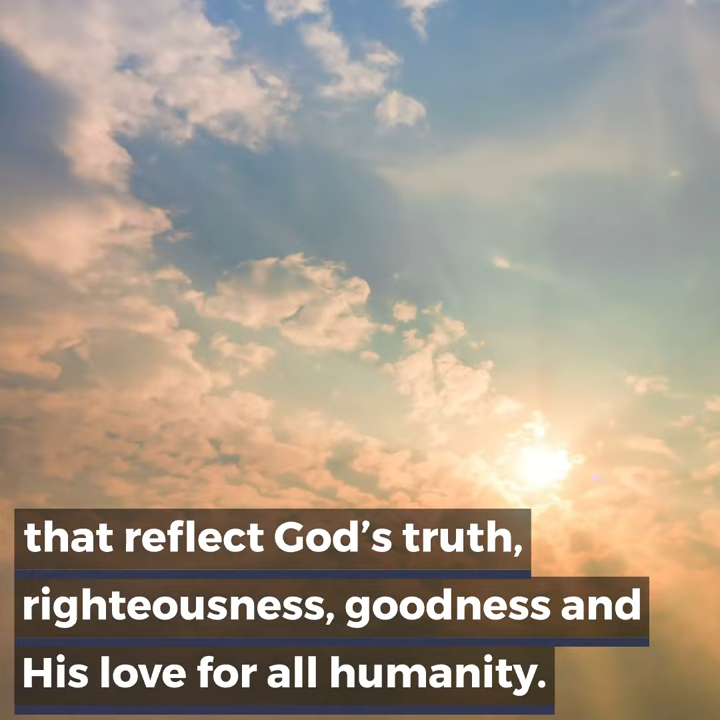 that reflect God’s truth,
righteousness, goodness and
His love for all humanity.